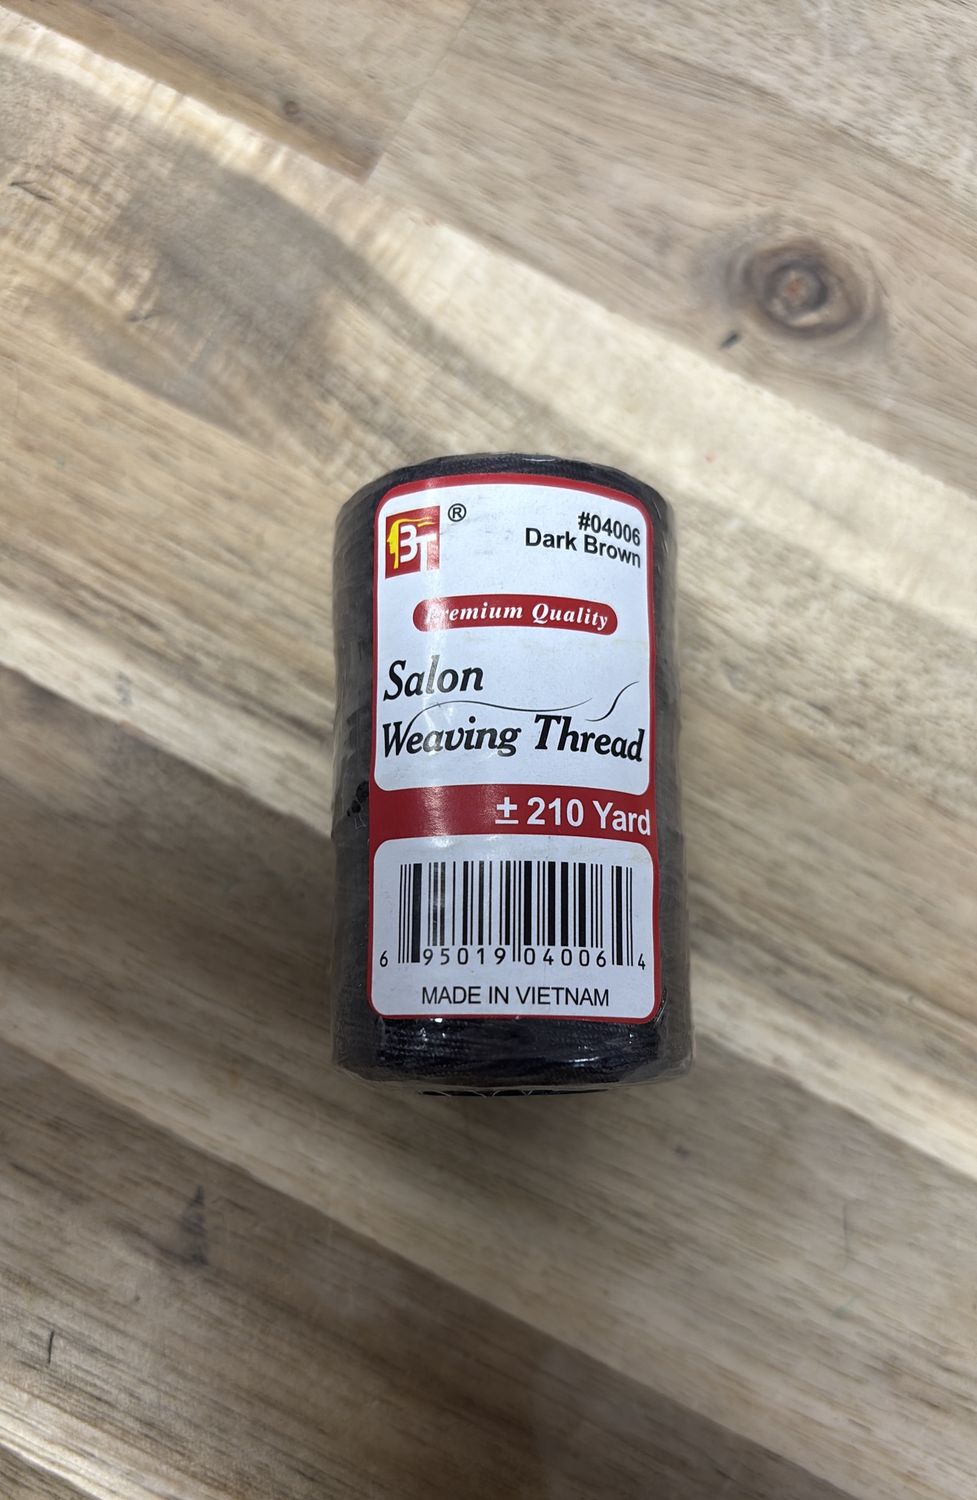 BT ®
#04006
Dark Brown
Premium Quality
Salon
Weaving Thread
± 210 Yard
6 95019 04006 4
MADE IN VIETNAM